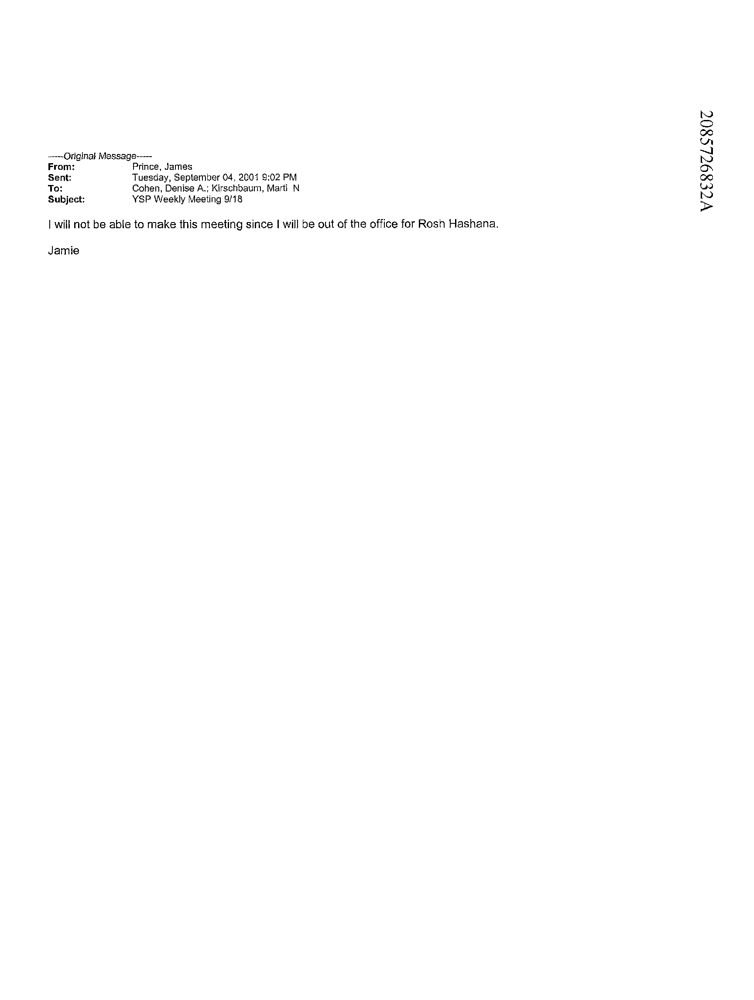 -----Original Message-----
From: Prince, James
Sent: Tuesday, September 04, 2001 9:02 PM
To: Cohen, Denise A.; Kirschbaum, Marti N
Subject: YSP Weekly Meeting 9/18
I will not be able to make this meeting since I will be out of the office for Rosh Hashana.
Jamie
2085726832A